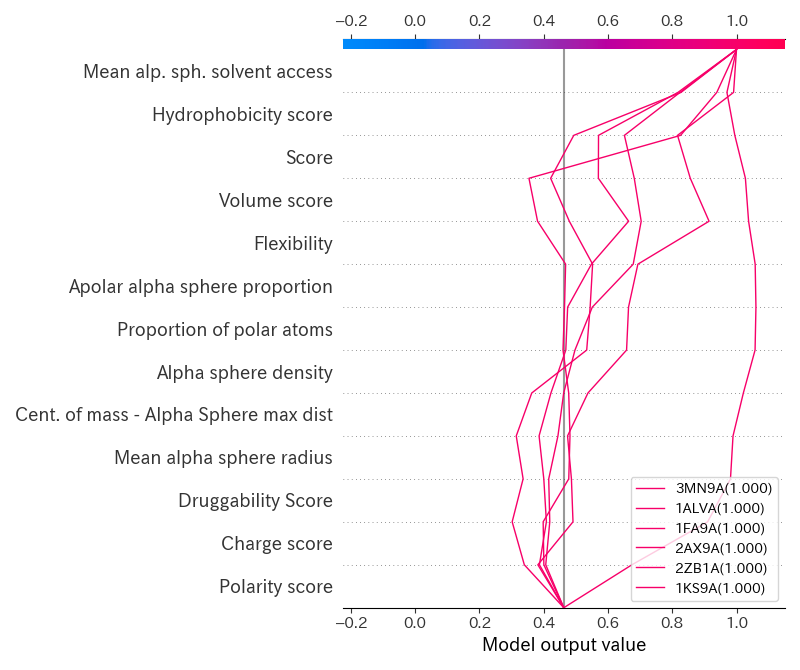 −0.2 0.0 0.2 0.4 0.6 0.8 1.0
Mean alp. sph. solvent access
Hydrophobicity score
Score
Volume score
Flexibility
Apolar alpha sphere proportion
Proportion of polar atoms
Alpha sphere density
Cent. of mass - Alpha Sphere max dist
Mean alpha sphere radius
Druggability Score
Charge score
Polarity score
3MN9A(1.000)
1ALVA(1.000)
1FA9A(1.000)
2AX9A(1.000)
2ZB1A(1.000)
1KS9A(1.000)
−0.2 0.0 0.2 0.4 0.6 0.8 1.0
Model output value